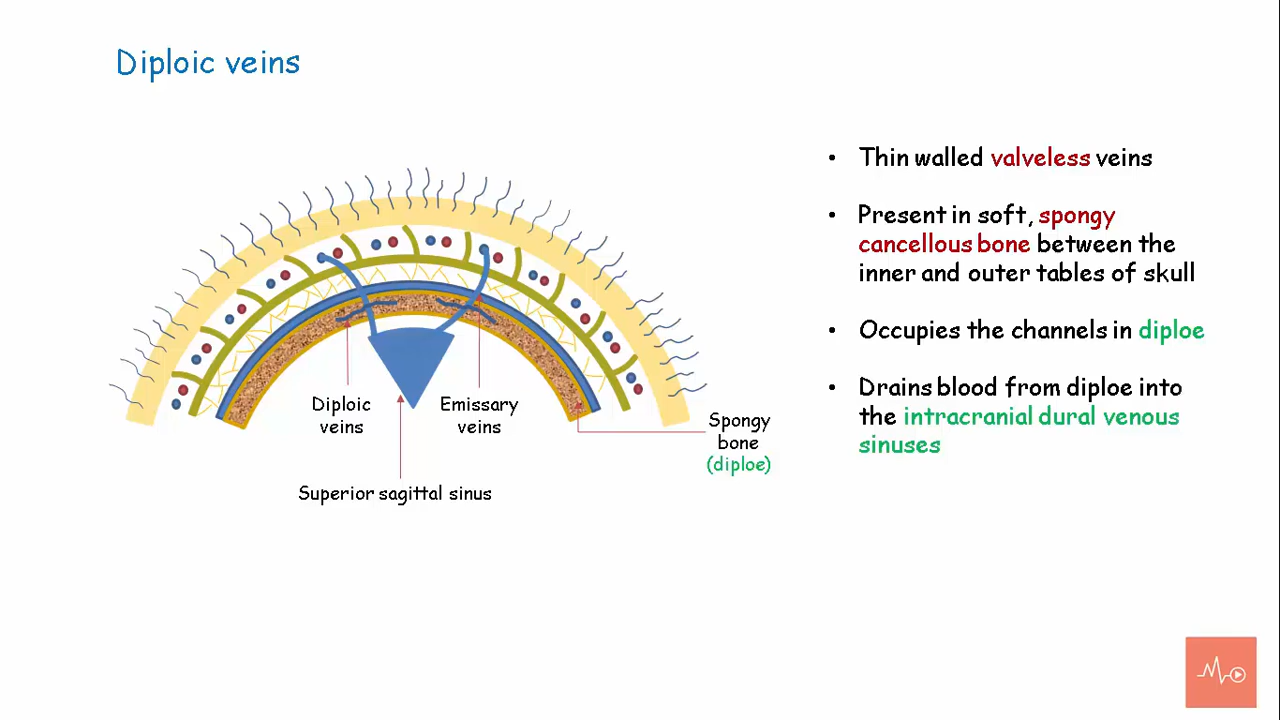 Diploic veins
• Thin walled valveless veins
• Present in soft, spongy
cancellous bone between the
inner and outer tables of skull
• Occupies the channels in diploe
• Drains blood from diploe into
the intracranial dural venous
sinuses
Diploic
veins
Emissary
veins
Spongy
bone
(diploe)
Superior sagittal sinus